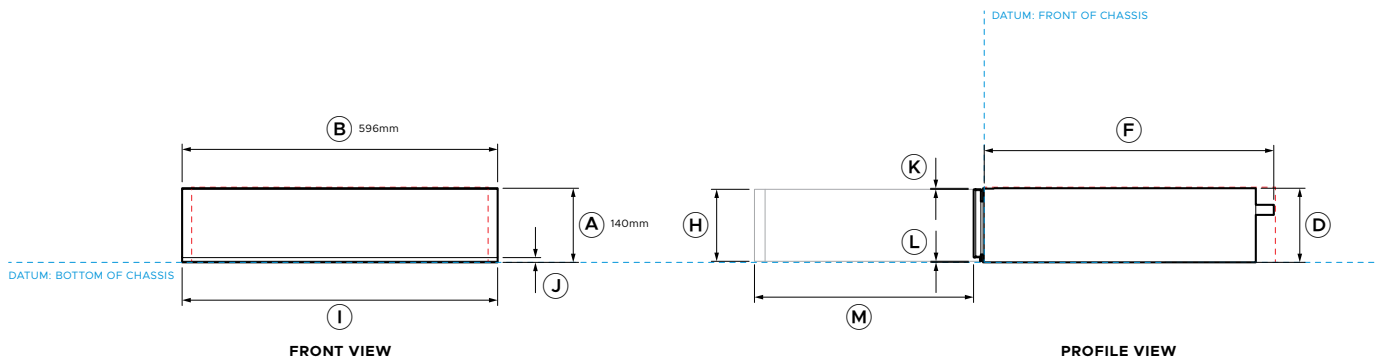 DATUM: FRONT OF CHASSIS
B 596mm
F
K
H
A 140mm
L
D
DATUM: BOTTOM OF CHASSIS
J
I
M
FRONT VIEW
PROFILE VIEW